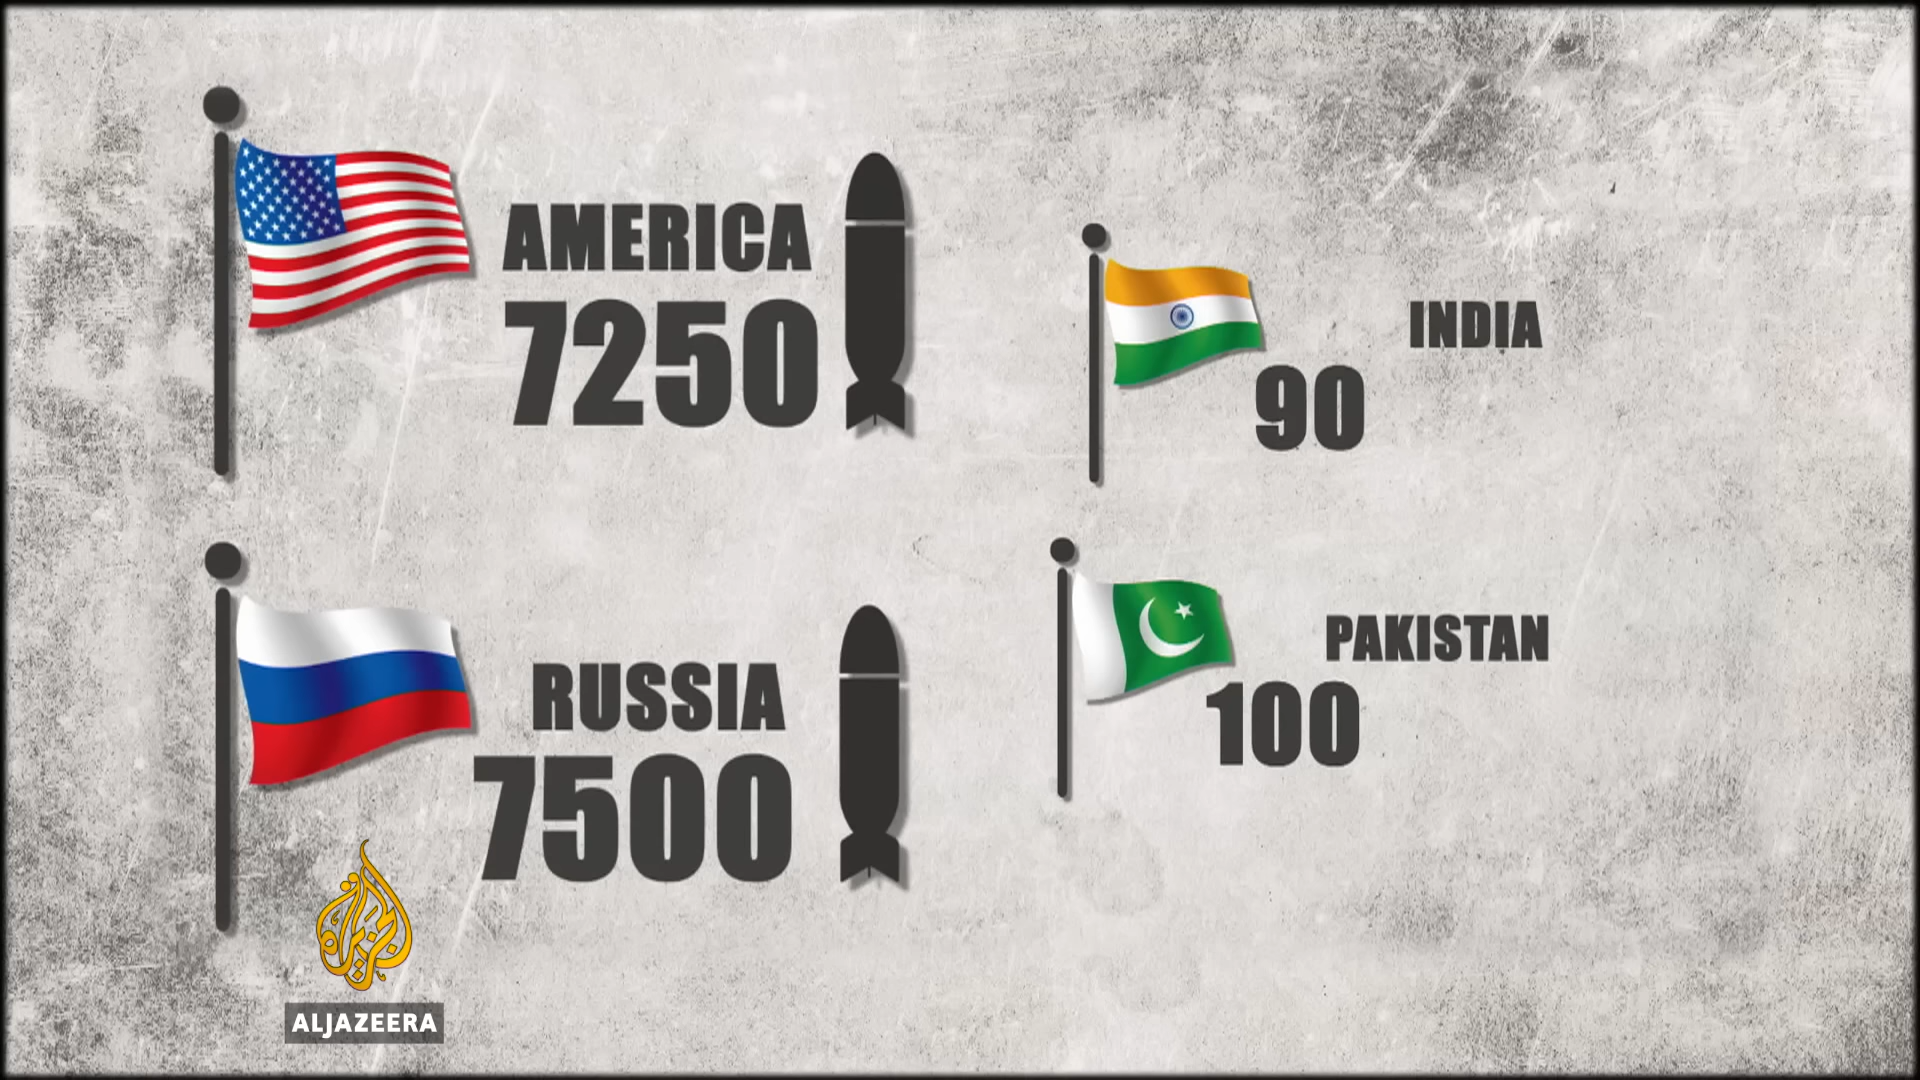 AMERICA
7250
INDIA
90
RUSSIA
7500
PAKISTAN
100
الجزيرة
ALJAZEERA